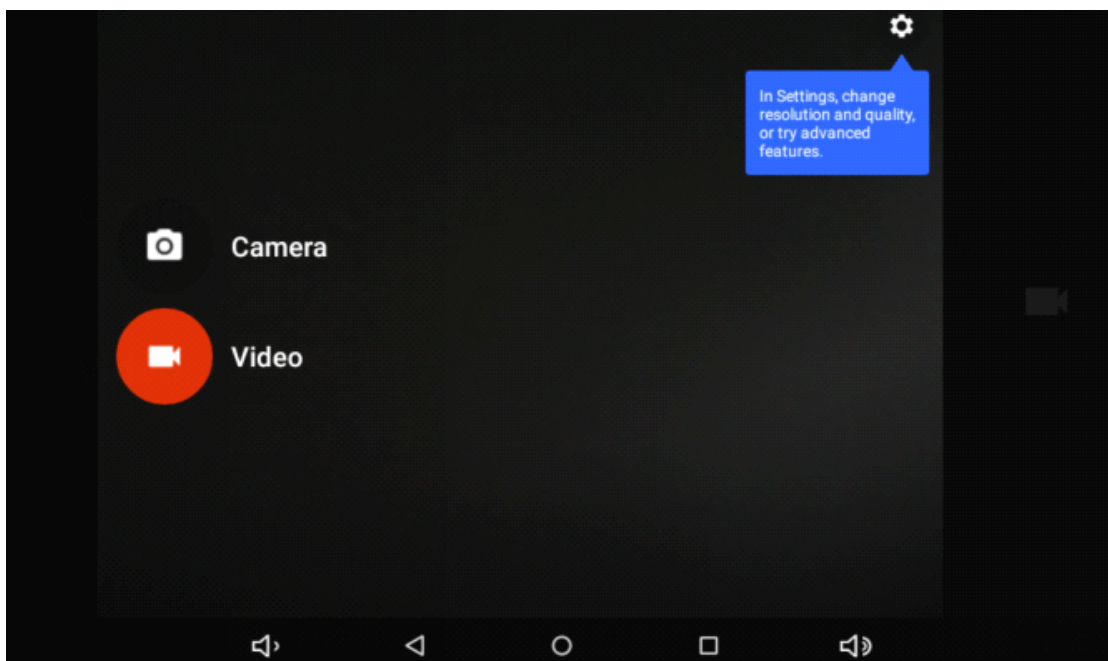 In Settings, change
resolution and quality,
or try advanced
features.
Camera
Video